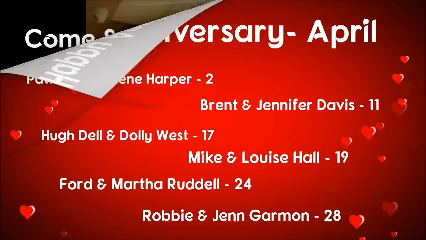 Come niversary- April
Harper - 2
Brent & Jennifer Davis - 11
Hugh Dell & Dolly West - 17
Mike & Louise Hall - 19
Ford & Martha Ruddell - 24
Robbie & Jenn Garmon - 28